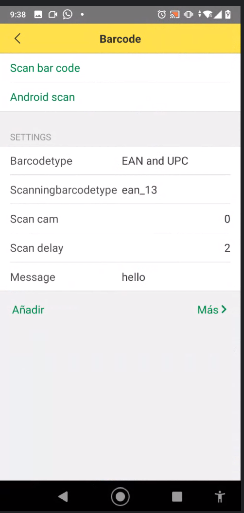 9:38
Barcode
Scan bar code
Android scan
SETTINGS
Barcodetype EAN and UPC
Scanningbarcodetype ean_13
Scan cam 0
Scan delay 2
Message hello
Añadir Más